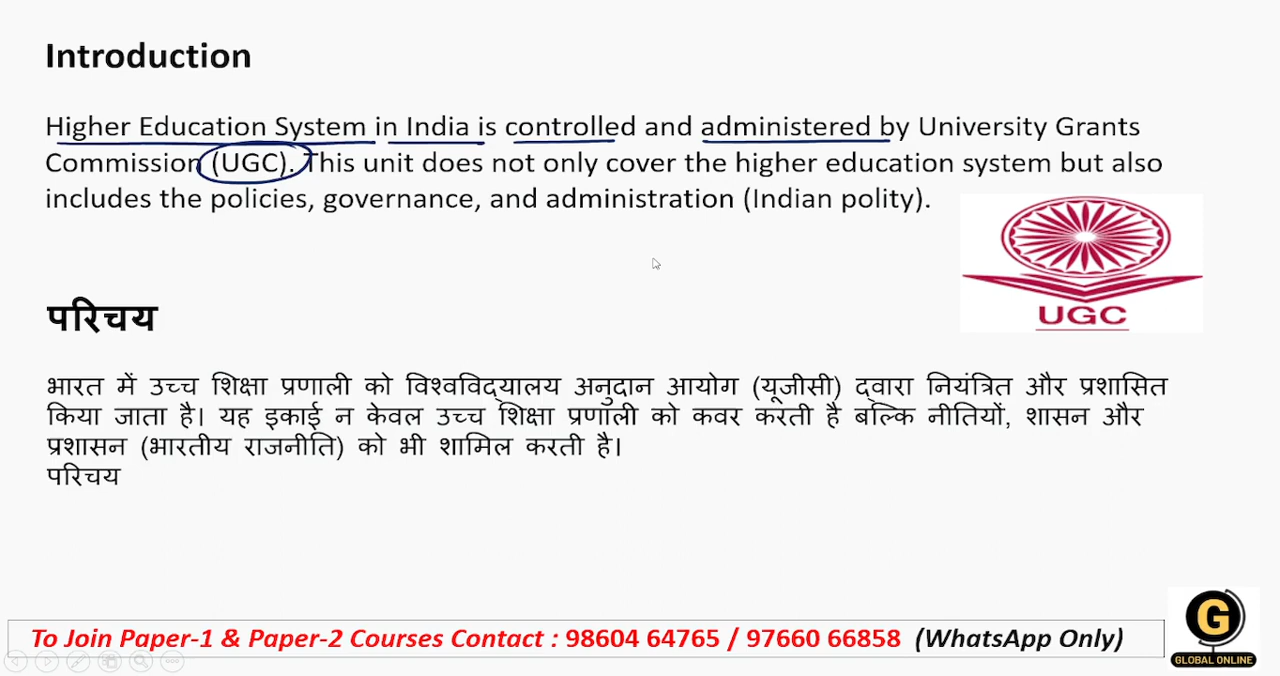 Introduction
Higher Education System in India is controlled and administered by University Grants
Commission (UGC). This unit does not only cover the higher education system but also
includes the policies, governance, and administration (Indian polity).
UGC
परिचय
भारत में उच्च शिक्षा प्रणाली को विश्वविद्यालय अनुदान आयोग (यूजीसी) द्वारा नियंत्रित और प्रशासित
किया जाता है। यह इकाई न केवल उच्च शिक्षा प्रणाली को कवर करती है बल्कि नीतियों, शासन और
प्रशासन (भारतीय राजनीति) को भी शामिल करती है।
परिचय
To Join Paper-1 & Paper-2 Courses Contact : 98604 64765 / 97660 66858 (WhatsApp Only)
G
GLOBAL ONLINE